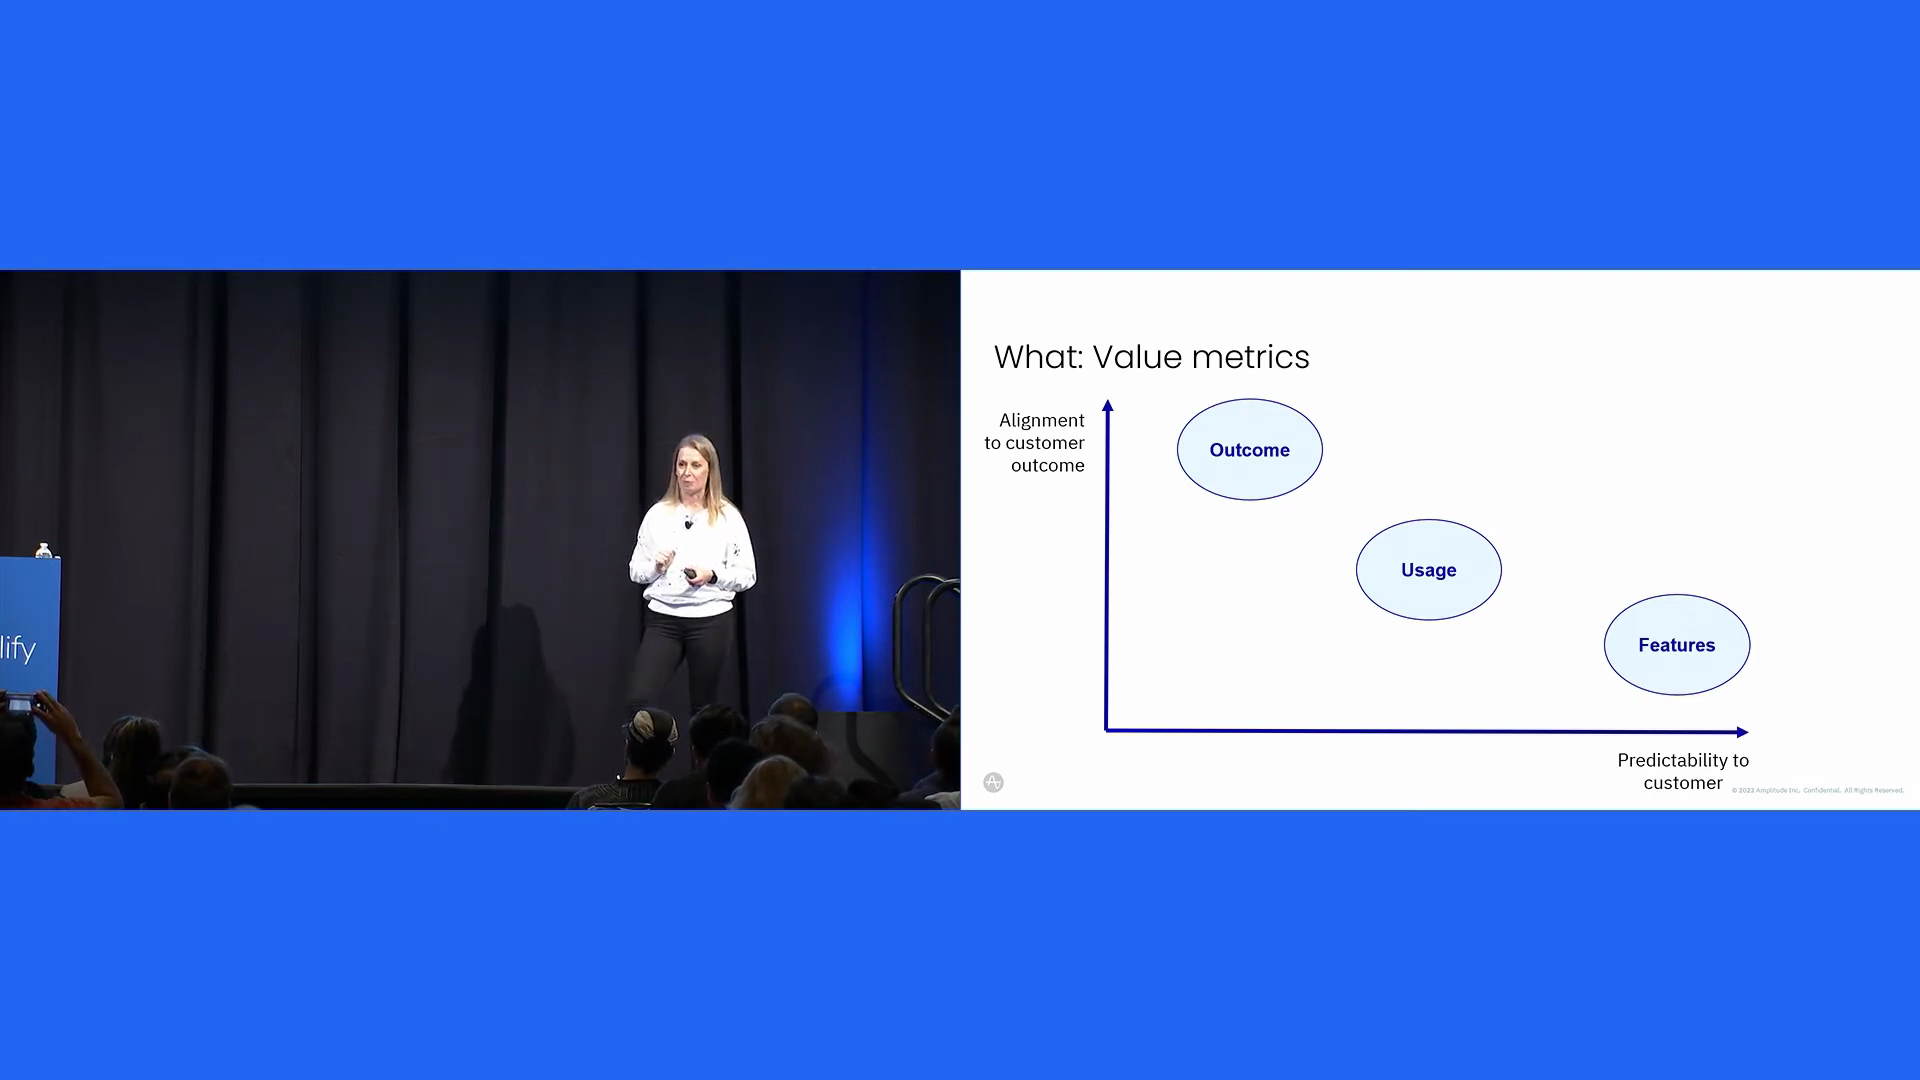 lify
What: Value metrics
Alignment
to customer
outcome
Outcome
Usage
Features
Predictability to
customer
© 2022 Amplitude Inc. Confidential. All Rights Reserved.